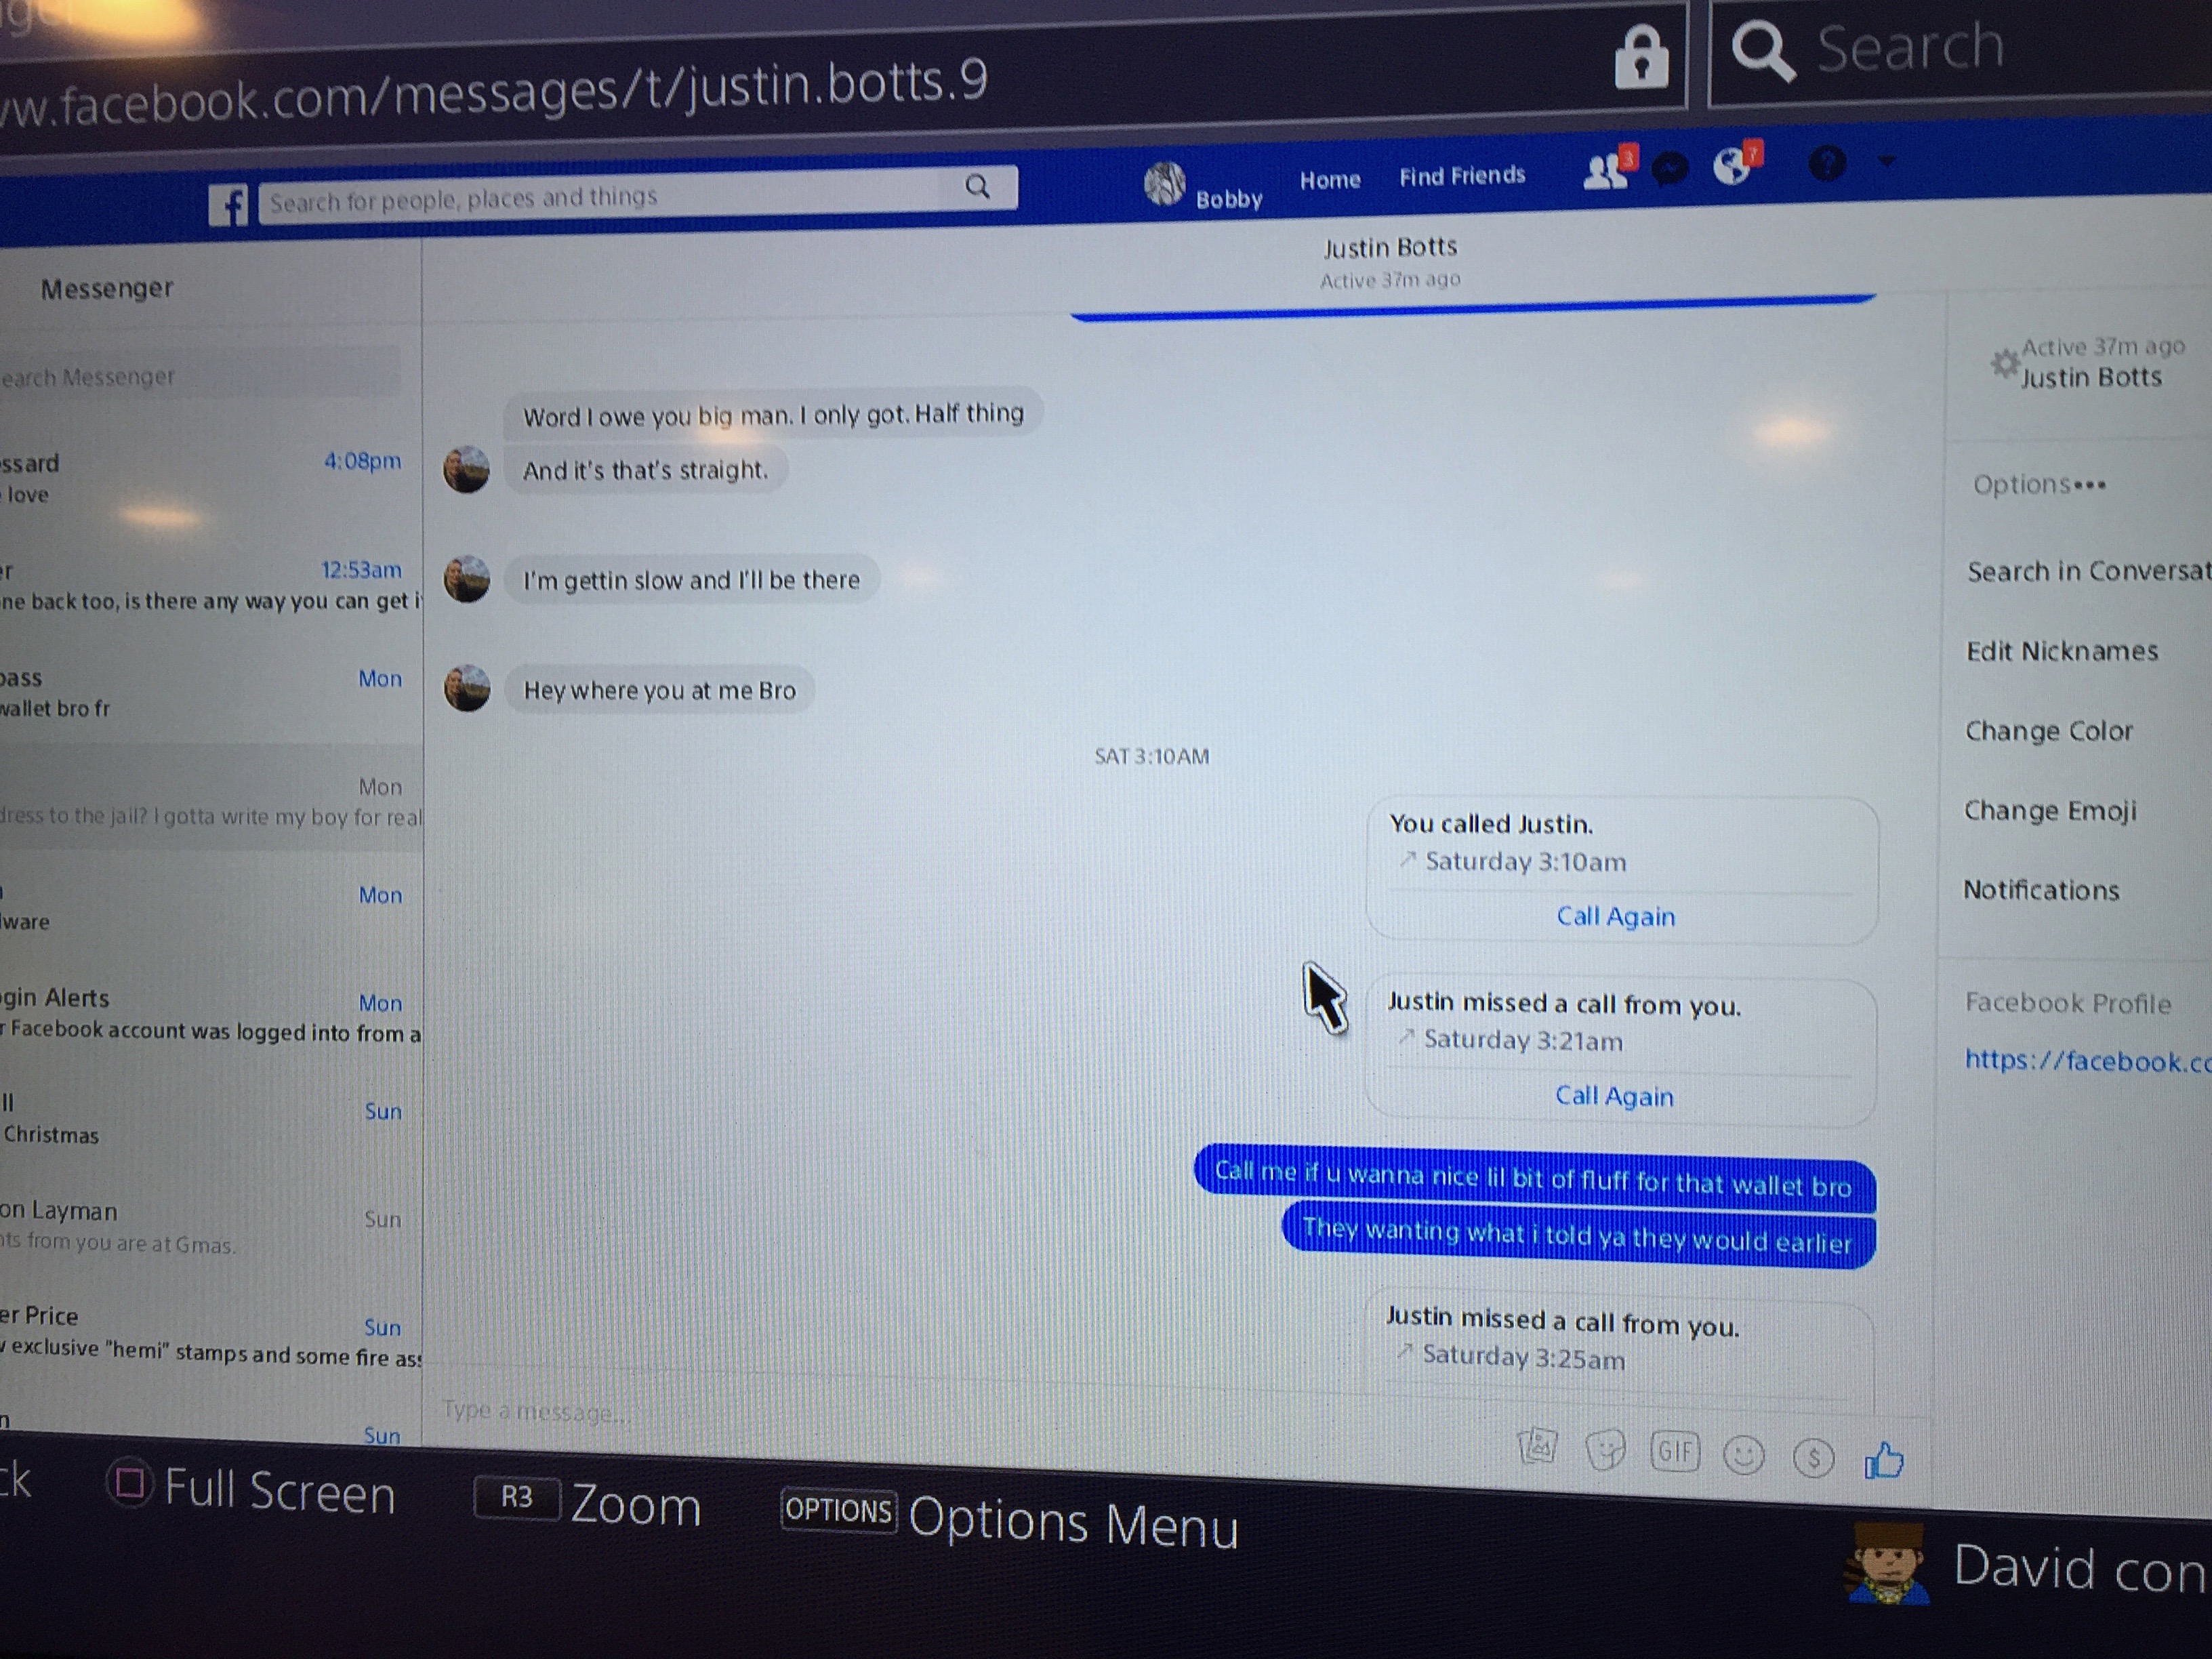 www.facebook.com/messages/t/justin.botts.9
Search
Search for people, places and things
Bobby
Home
Find Friends
3
7
Messenger
Justin Botts
Active 37m ago
earch Messenger
ssard
4:08pm
love
er
12:53am
ne back too, is there any way you can get i
pass
Mon
wallet bro fr
Mon
dress to the jail? I gotta write my boy for real
Mon
ware
gin Alerts
Mon
r Facebook account was logged into from a
ll
Sun
Christmas
on Layman
Sun
nts from you are at Gmas.
er Price
Sun
exclusive "hemi" stamps and some fire ass
n
Sun
Word I owe you big man. I only got. Half thing
And it's that's straight.
I'm gettin slow and I'll be there
Hey where you at me Bro
SAT 3:10AM
You called Justin.
Saturday 3:10am
Call Again
Justin missed a call from you.
Saturday 3:21am
Call Again
Call me if u wanna nice lil bit of fluff for that wallet bro
They wanting what i told ya they would earlier
Justin missed a call from you.
Saturday 3:25am
Type a message...
GIF
Active 37m ago
Justin Botts
Options•••
Search in Conversat
Edit Nicknames
Change Color
Change Emoji
Notifications
Facebook Profile
https://facebook.co
ck
Full Screen
R3 Zoom
OPTIONS Options Menu
David con